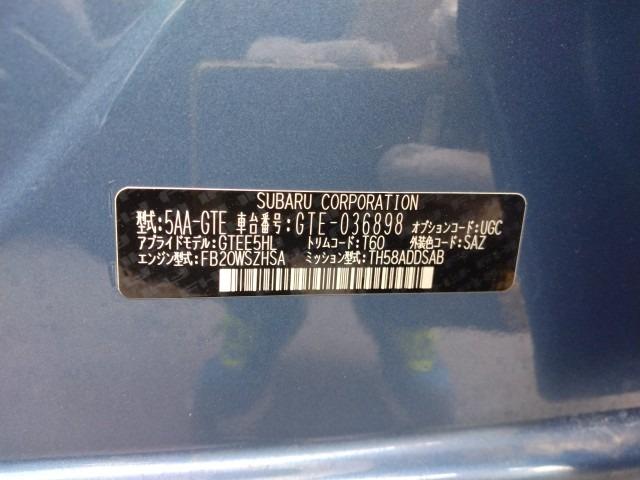 SUBARU CORPORATION
型式:5AA-GTE 車台番号:GTE-036898 オプションコード:UGC
アプライドモデル:GTEE5HL トリムコード:T60 外装色コード:SAZ
エンジン型式:FB20WSZHSA ミッション型式:TH58ADDSAB